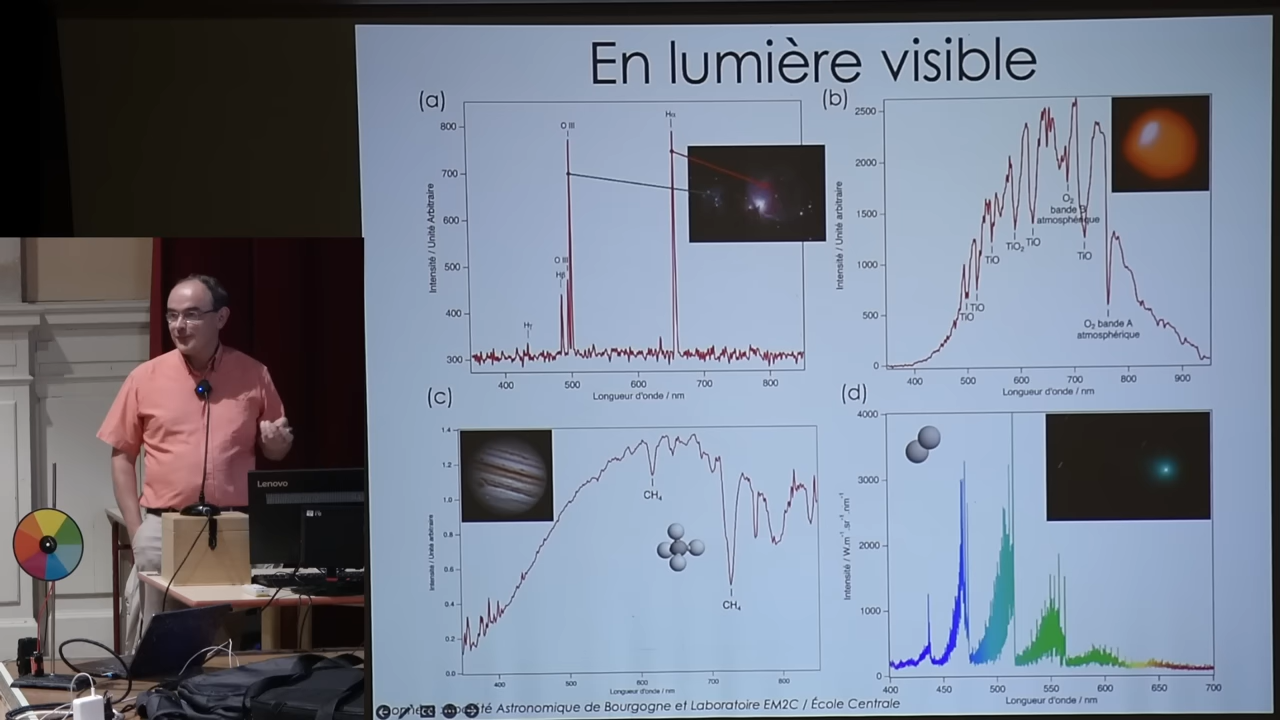 En lumière visible
(a)
Intensité / Unité Arbitraire
800
700
600
500
400
300
Hγ
Hβ
O III
O III
Hα
400
500
600
700
800
Longueur d'onde / nm
(b)
Intensité / Unité arbitraire
2500
2000
1500
1000
500
0
TiO
TiO
TiO
TiO₂
TiO
O₂
bande B
atmosphérique
TiO
O₂ bande A
atmosphérique
400
500
600
700
800
900
Longueur d'onde / nm
(c)
Intensité / Unité arbitraire
1.4
1.2
1.0
0.8
0.6
0.4
0.2
0.0
CH₄
CH₄
400
500
600
700
800
Longueur d'onde / nm
(d)
Intensité / W.m⁻¹.sr⁻¹.nm⁻¹
4000
3000
2000
1000
0
400
450
500
550
600
650
700
Longueur d'onde / nm
Astronomique de Bourgogne et Laboratoire EM2C / École Centrale
Lenovo